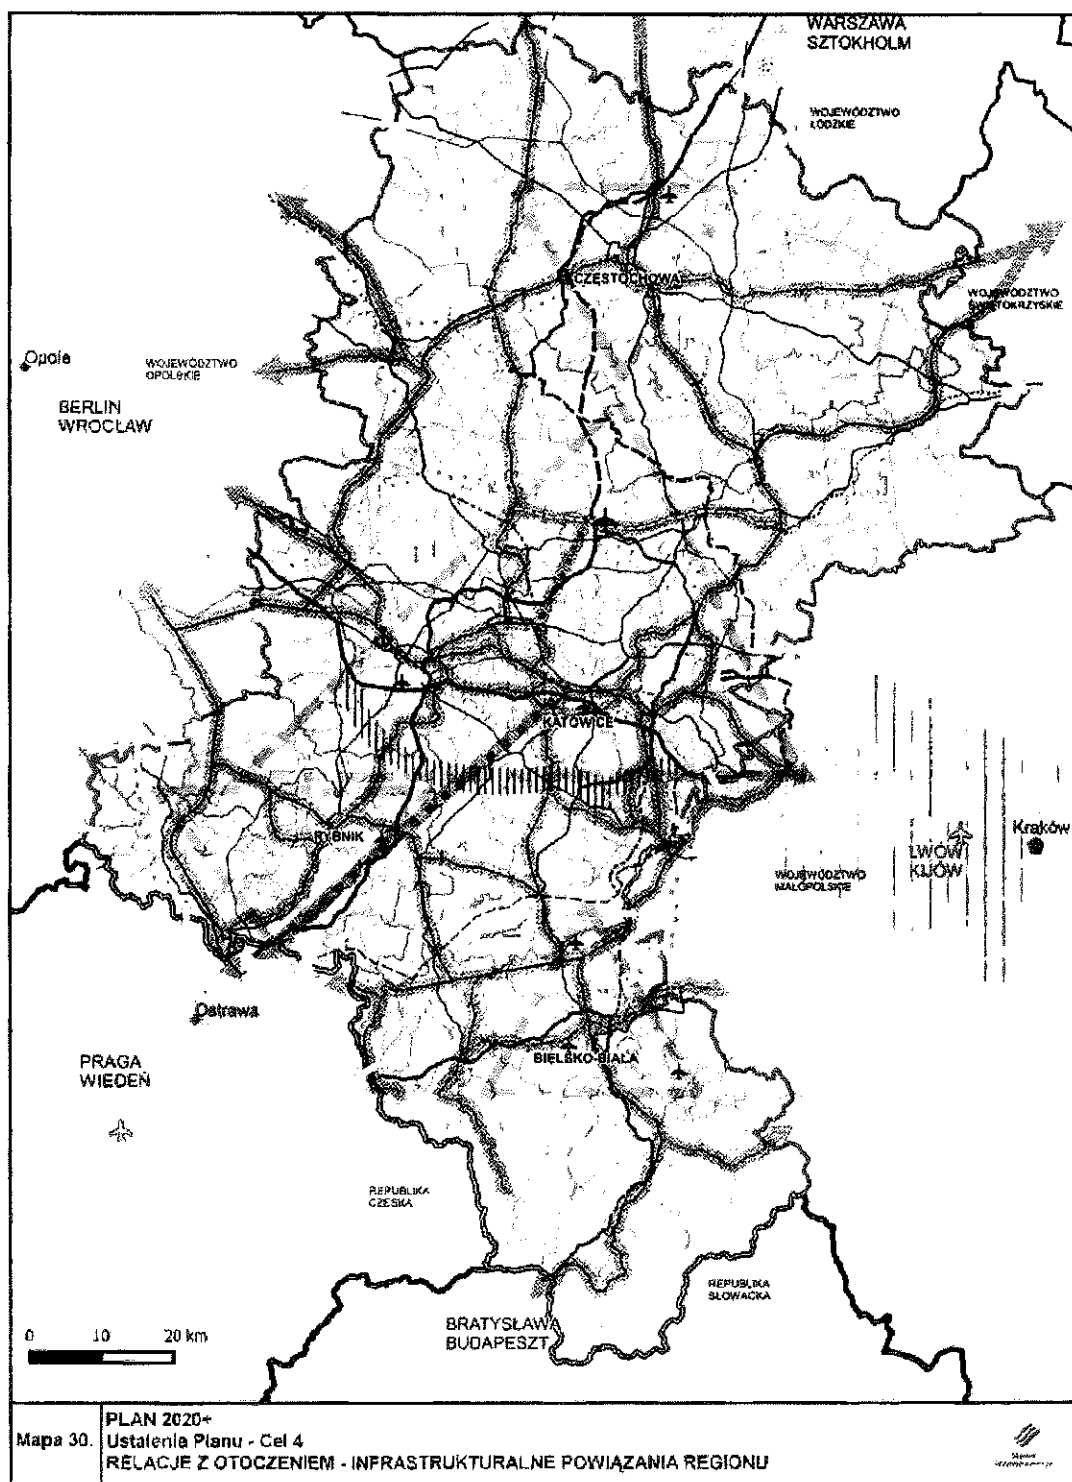 WARSZAWA
SZTOKHOLM
WOJEWÓDZTWO
ŁÓDZKIE
CZĘSTOCHOWA
WOJEWÓDZTWO
ŚWIĘTOKRZYSKIE
Opole
WOJEWÓDZTWO
OPOLSKIE
BERLIN
WROCŁAW
KATOWICE
RYBNIK
Kraków
LWÓW
KIJÓW
WOJEWÓDZTWO
MAŁOPOLSKIE
Ostrawa
PRAGA
WIEDEŃ
BIELSKO-BIAŁA
REPUBLIKA
CZESKA
REPUBLIKA
SŁOWACKA
BRATYSŁAWA
BUDAPESZT
0 10 20 km
Mapa 30.
PLAN 2020+
Ustalenia Planu - Cel 4
RELACJE Z OTOCZENIEM - INFRASTRUKTURALNE POWIĄZANIA REGIONU